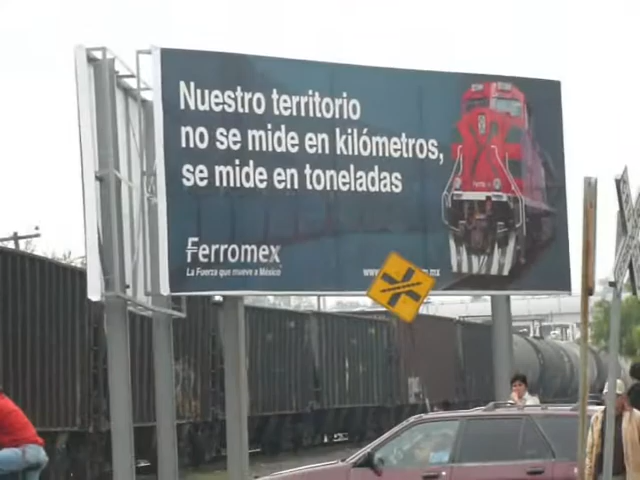 Nuestro territorio
no se mide en kilómetros,
se mide en toneladas
Ferromex
La Fuerza que mueve a México